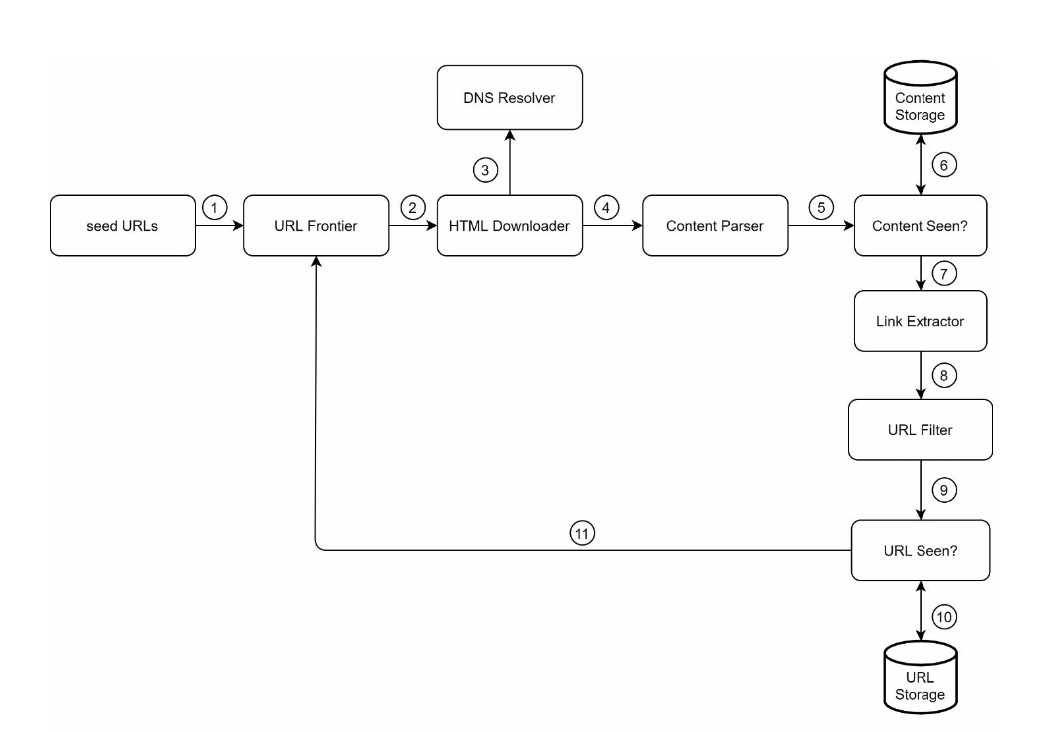 DNS Resolver
Content
Storage
3
6
1
2
4
5
seed URLs
URL Frontier
HTML Downloader
Content Parser
Content Seen?
7
Link Extractor
8
URL Filter
9
11
URL Seen?
10
URL
Storage